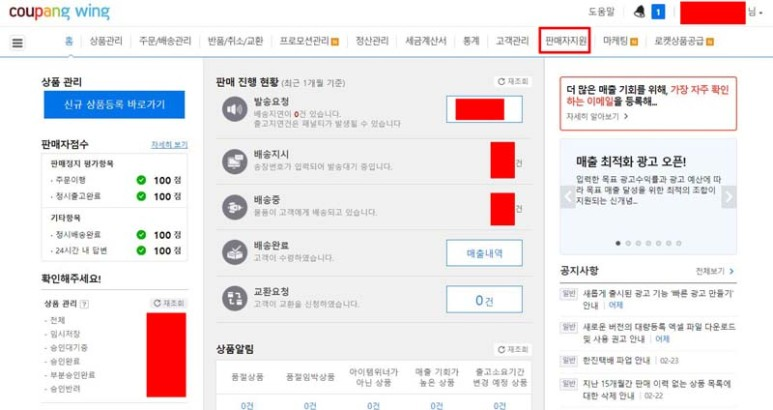 coupang wing
도움말
1
님
홈 상품관리 주문/배송관리 반품/취소/교환 프로모션관리 정산관리 세금계산서 통계 고객관리 판매자지원 마케팅 로켓상품공급
상품 관리
신규 상품등록 바로가기
판매자점수 자세히 보기
판매정지 평가항목
· 주문이행 100 점
· 정시출고완료 100 점
기타항목
· 정시배송완료 100 점
· 24시간 내 답변 100 점
확인해주세요!
상품 관리 ? 재조회
- 전체
- 임시저장
- 승인대기중
- 승인완료
- 부분승인완료
- 승인반려
판매 진행 현황 (최근 1개월 기준) 재조회
발송요청
배송지연이 0건 있습니다.
출고지연건은 패널티가 발생될 수 있습니다
배송지시
송장번호가 입력되어 발송대기 중입니다.
건
배송중
물품이 고객에게 배송되고 있습니다.
건
배송완료
고객이 수령하였습니다.
매출내역
교환요청
고객이 교환을 신청하였습니다.
0 건
상품알림 재조회
품절상품 품절임박상품 아이템위너가 아닌 상품 매출 기회가 높은 상품 출고소요기간 변경 예정 상품
0건 0건 0건 0건 0건
더 많은 매출 기회를 위해, 가장 자주 확인
하는 이메일을 등록해...
자세히 알아보기 >
매출 최적화 광고 오픈!
입력한 목표 광고수익률과 광고 예산에 따
라 목표 매출 달성을 위한 최적의 조합이
지원되는 신개념...
공지사항 전체보기 >
일반 새롭게 출시된 광고 기능 '빠른 광고 만들기'
안내 | 어제
일반 새로운 버전의 대량등록 엑셀 파일 다운로드
및 사용 권고 안내 | 어제
일반 한진택배 파업 안내 | 02-23
일반 지난 15개월간 판매 이력 없는 상품 목록에
대한 삭제 안내 | 02-22